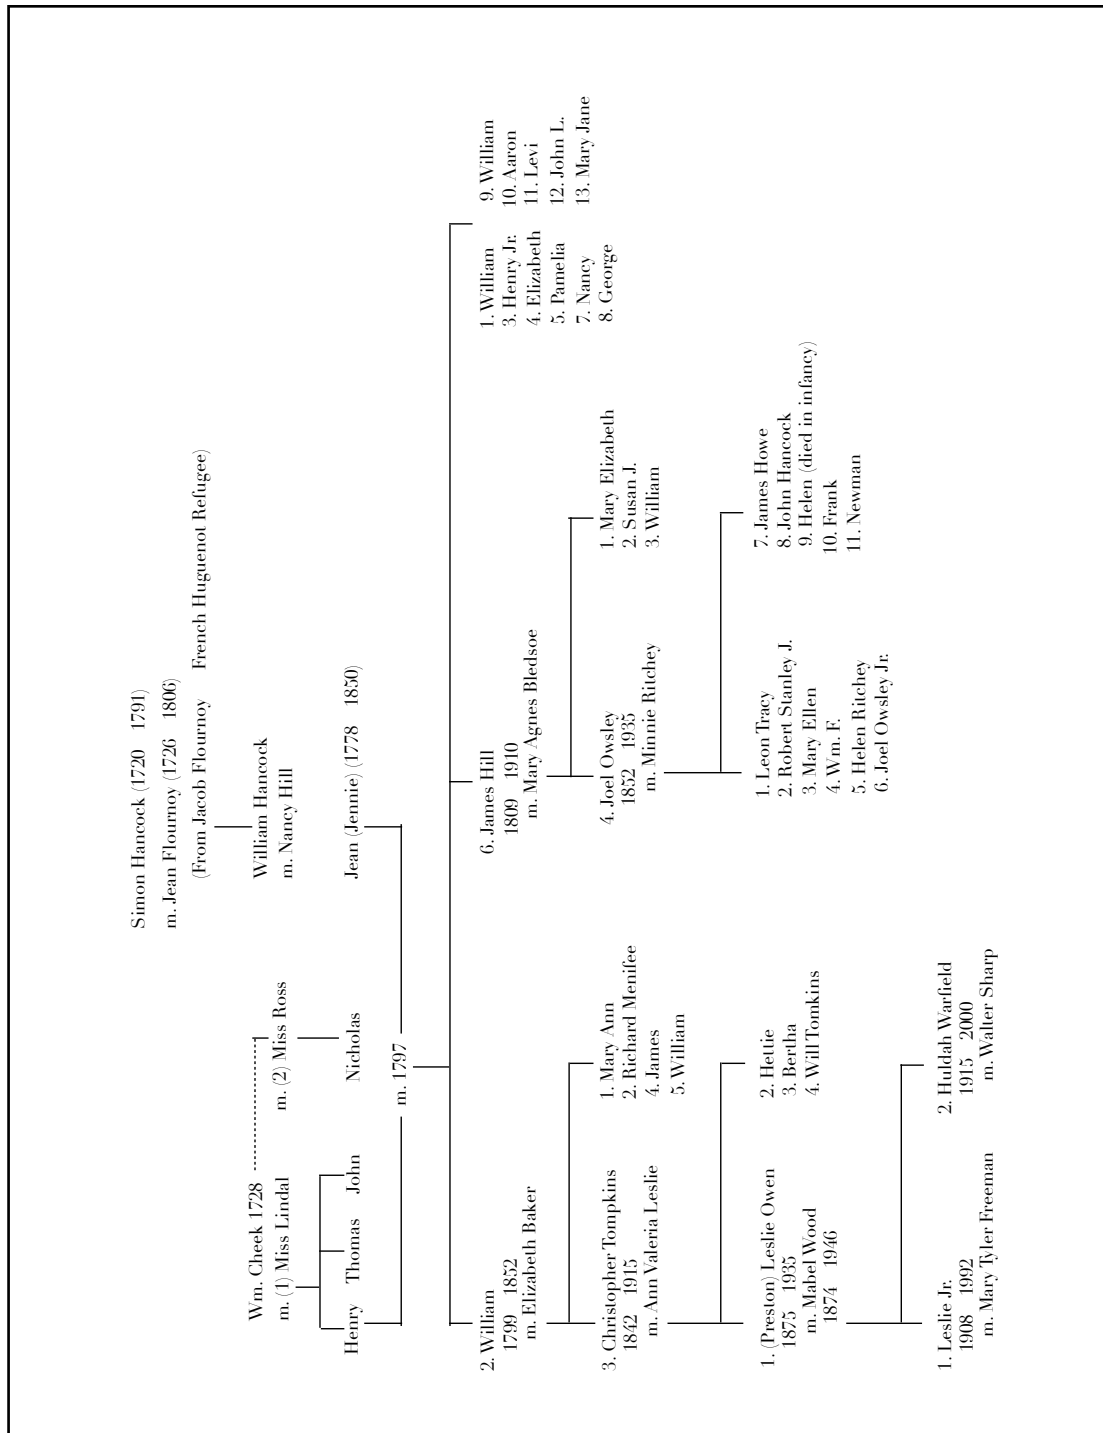 Simon Hancock (1720 1791)
m. Jean Flournoy (1726 1806)
(From Jacob Flournoy French Huguenot Refugee)
Wm. Cheek 1728
m. (1) Miss Lindal
m. (2) Miss Ross
William Hancock
m. Nancy Hill
Henry Thomas John
Nicholas
Jean (Jennie) (1778 1850)
m. 1797
2. William
1799 1852
m. Elizabeth Baker
6. James Hill
1809 1910
m. Mary Agnes Bledsoe
1. William
3. Henry Jr.
4. Elizabeth
5. Pamelia
7. Nancy
8. George
9. William
10. Aaron
11. Levi
12. John L.
13. Mary Jane
3. Christopher Tompkins
1842 1915
m. Ann Valeria Leslie
1. Mary Ann
2. Richard Menifee
4. James
5. William
4. Joel Owsley
1852 1935
m. Minnie Ritchey
1. Mary Elizabeth
2. Susan J.
3. William
1. (Preston) Leslie Owen
1875 1935
m. Mabel Wood
1874 1946
2. Hettie
3. Bertha
4. Will Tomkins
1. Leon Tracy
2. Robert Stanley J.
3. Mary Ellen
4. Wm. F.
5. Helen Ritchey
6. Joel Owsley Jr.
7. James Howe
8. John Hancock
9. Helen (died in infancy)
10. Frank
11. Newman
1. Leslie Jr.
1908 1992
m. Mary Tyler Freeman
2. Huldah Warfield
1915 2000
m. Walter Sharp